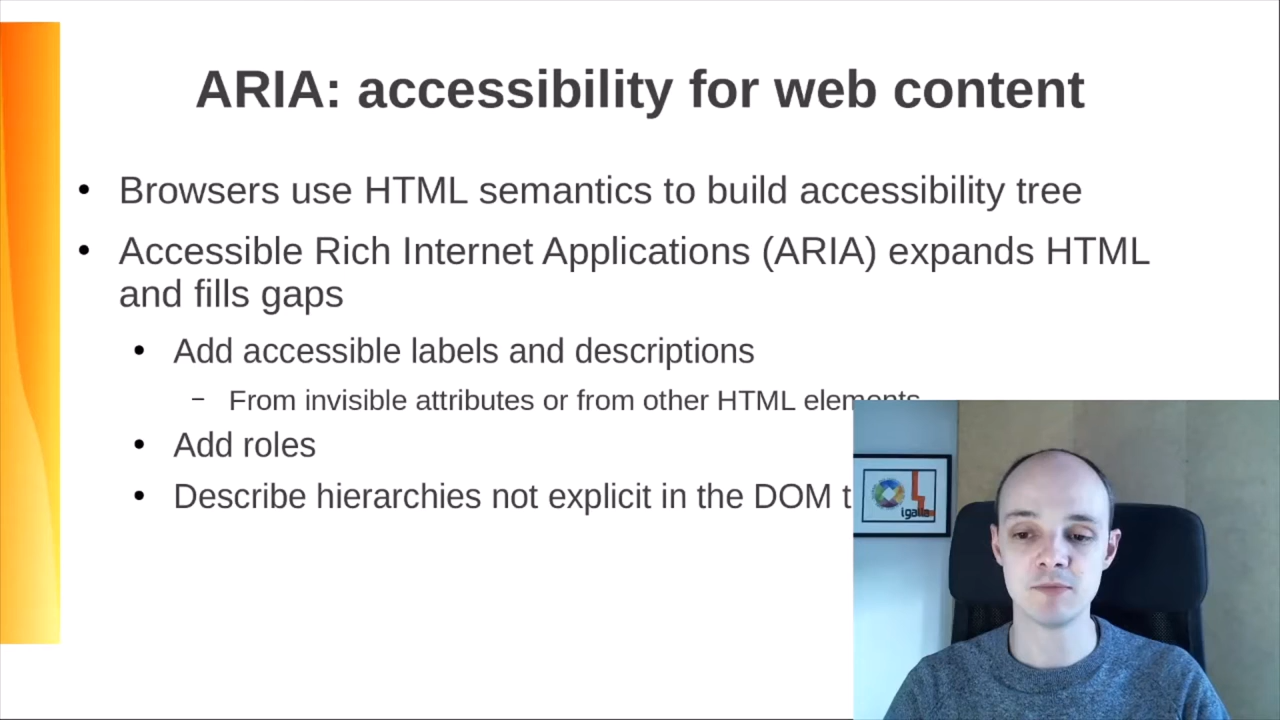 ARIA: accessibility for web content
• Browsers use HTML semantics to build accessibility tree
• Accessible Rich Internet Applications (ARIA) expands HTML
and fills gaps
• Add accessible labels and descriptions
– From invisible attributes or from other HTML elements
• Add roles
• Describe hierarchies not explicit in the DOM t
igalia